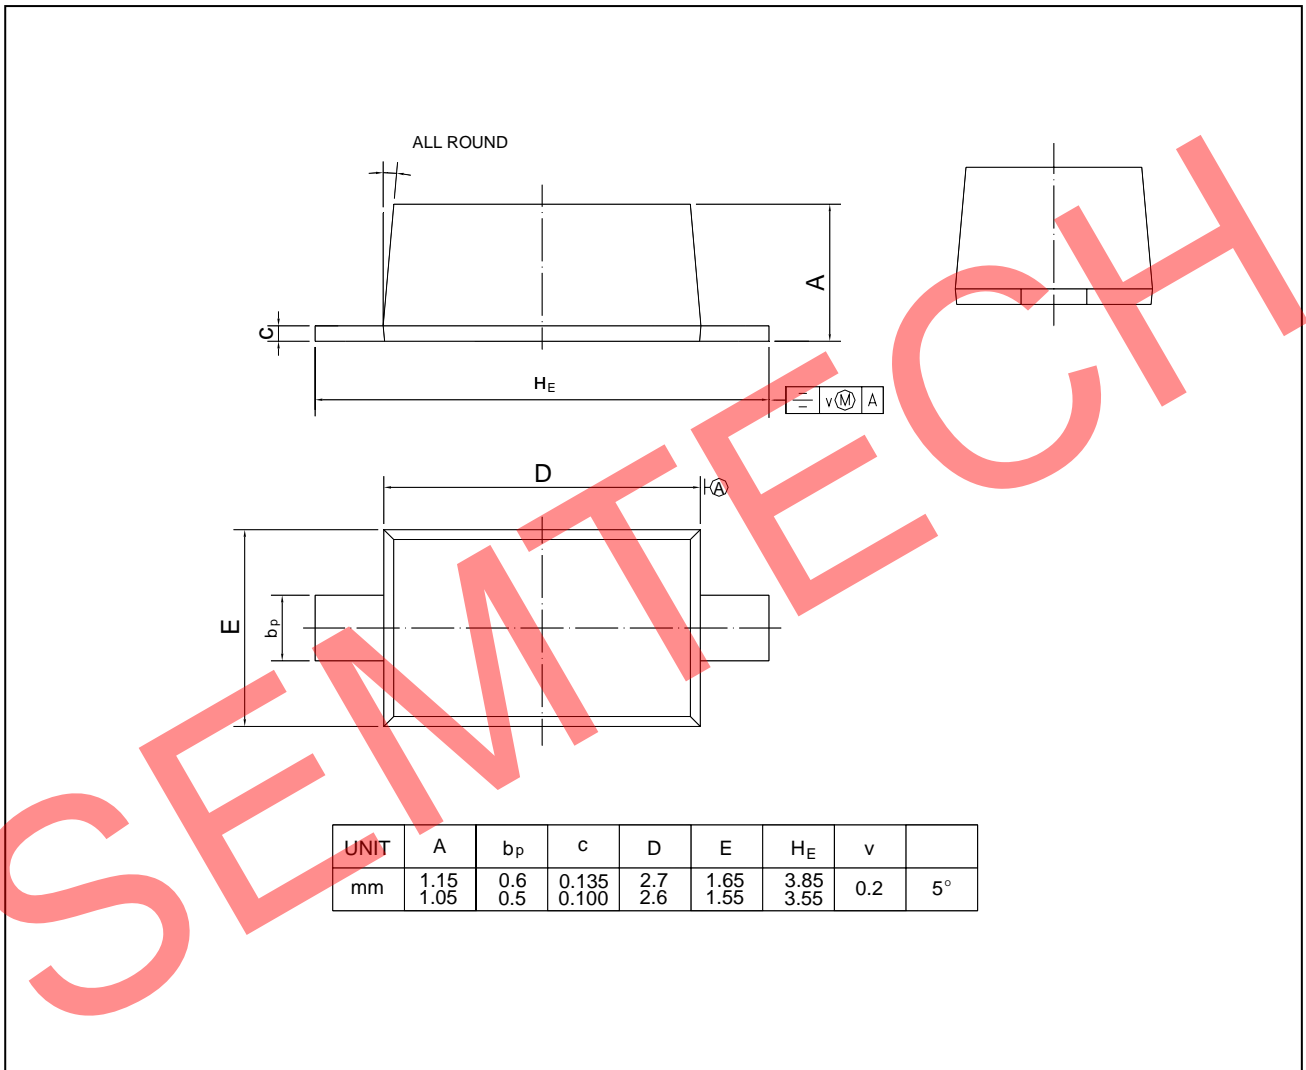 ALL ROUND
A
c
HE
v Ⓜ A
D
Ⓐ
E
bp
SEMTECH
UNIT A bp c D E HE v
mm 1.15 0.6 0.135 2.7 1.65 3.85 0.2 5°
1.05 0.5 0.100 2.6 1.55 3.55